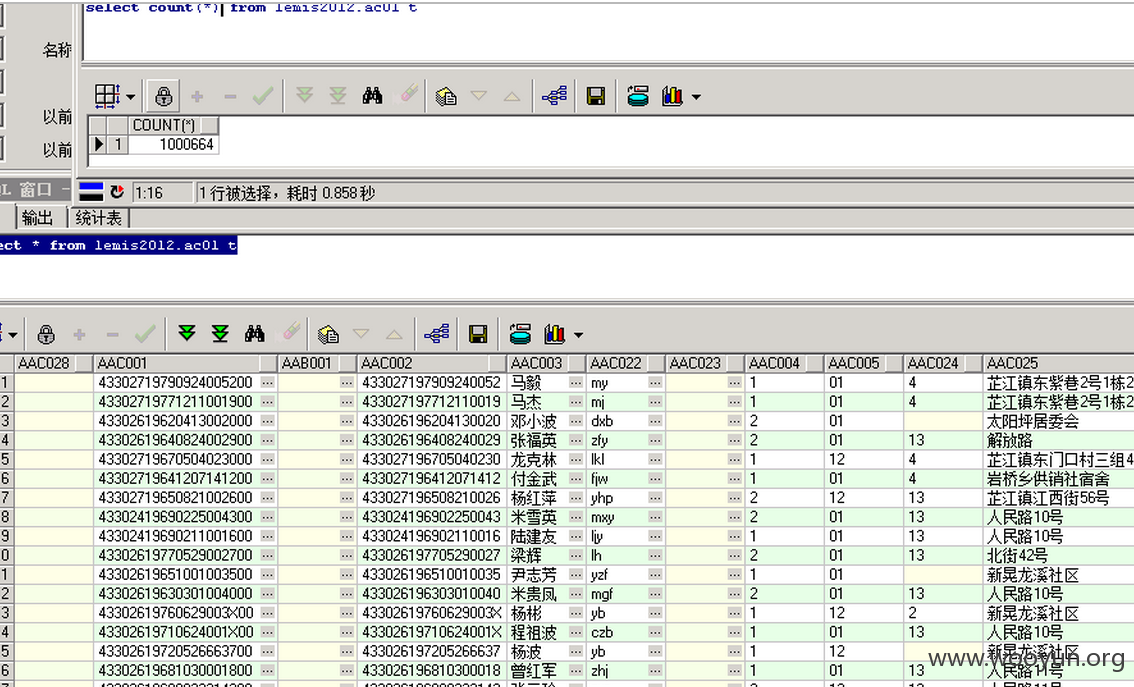 select count(*) from lemis2012.ac01 t
名称
以前
以前
COUNT(*)
1 1000664
窗口
1:16 1行被选择，耗时 0.858秒
输出 统计表
ect * from lemis2012.ac01 t
AAC028 AAC001 AAB001 AAC002 AAC003 AAC022 AAC023 AAC004 AAC005 AAC024 AAC025
1 43302719790924005200 433027197909240052 马毅 my 1 01 4 芷江镇东紫巷2号1栋2
2 43302719771211001900 433027197712110019 马杰 mj 1 01 4 芷江镇东紫巷2号1栋2
3 43302619620413002000 433026196204130020 邓小波 dxb 2 01 太阳坪居委会
4 43302619640824002900 433026196408240029 张福英 zfy 2 01 13 解放路
5 43302719670504023000 433027196705040230 龙克林 lkl 1 12 4 芷江镇东门口村三组4
6 43302719641207141200 433027196412071412 付金武 fjw 1 01 4 岩桥乡供销社宿舍
7 43302719650821002600 433027196508210026 杨红萍 yhp 2 12 13 芷江镇江西街56号
8 43302419690225004300 433024196902250043 米雪英 mxy 2 01 13 人民路10号
9 43302619690211001600 433026196902110016 陆建友 ljy 1 01 13 人民路10号
0 43302619770529002700 433026197705290027 梁辉 lh 2 01 13 北街42号
1 43302619651001003500 433026196510010035 尹志芳 yzf 1 01 新晃龙溪社区
2 43302619630301004000 433026196303010040 米贵凤 mgf 2 01 13 人民路10号
3 4330261976062​9003X00 43302619760629003X 杨彬 yb 1 12 2 新晃龙溪社区
4 43302619710624001X00 43302619710624001X 程祖波 czb 1 01 13 人民路10号
5 43302619720526663700 433026197205266637 杨波 yb 1 12 新晃龙溪社区
6 43302619681030001800 433026196810300018 曾红军 zhj 1 01 13 人民路11号
www.wooyun.org